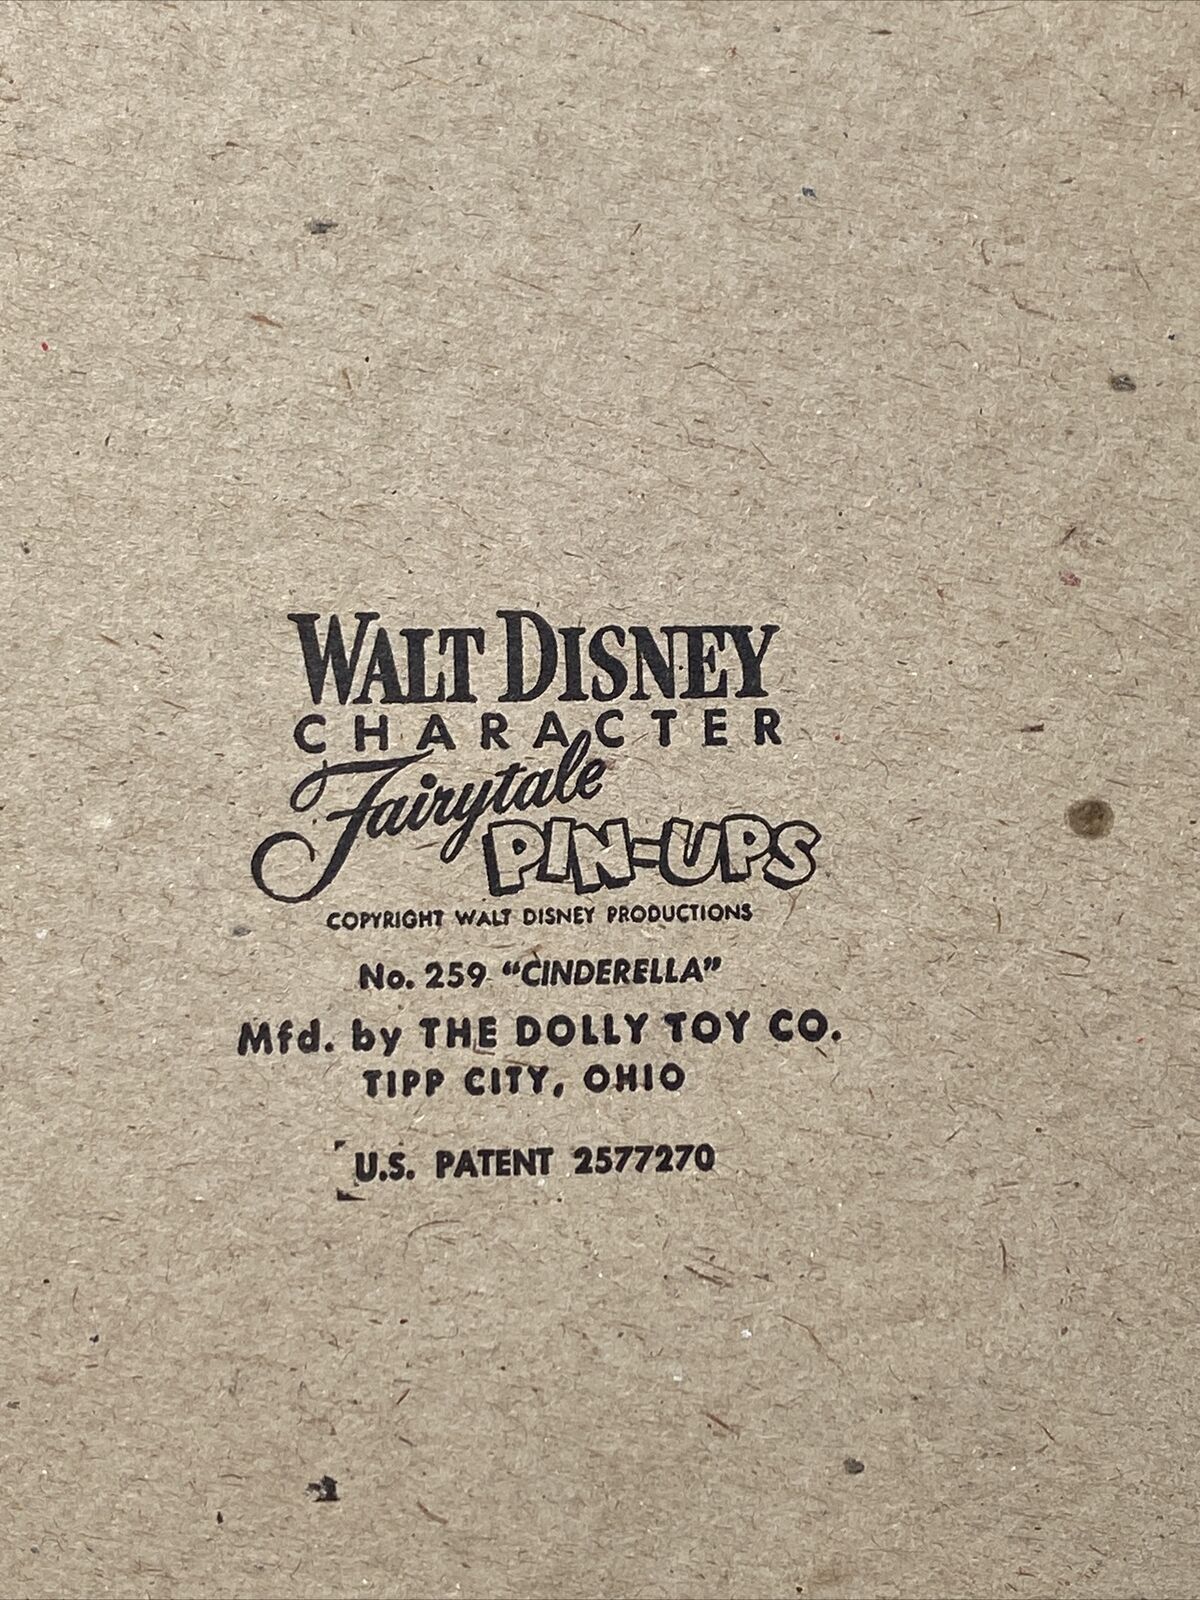 WALT DISNEY
CHARACTER
Fairytale
PIN-UPS
COPYRIGHT WALT DISNEY PRODUCTIONS
No. 259 "CINDERELLA"
Mfd. by THE DOLLY TOY CO.
TIPP CITY, OHIO
U.S. PATENT 2577270